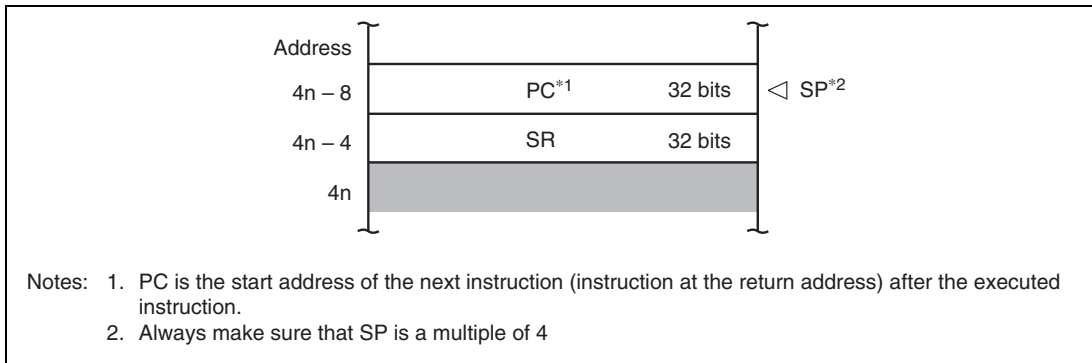 Address
4n – 8 PC*1 32 bits ◁ SP*2
4n – 4 SR 32 bits
4n
Notes: 1. PC is the start address of the next instruction (instruction at the return address) after the executed
instruction.
2. Always make sure that SP is a multiple of 4